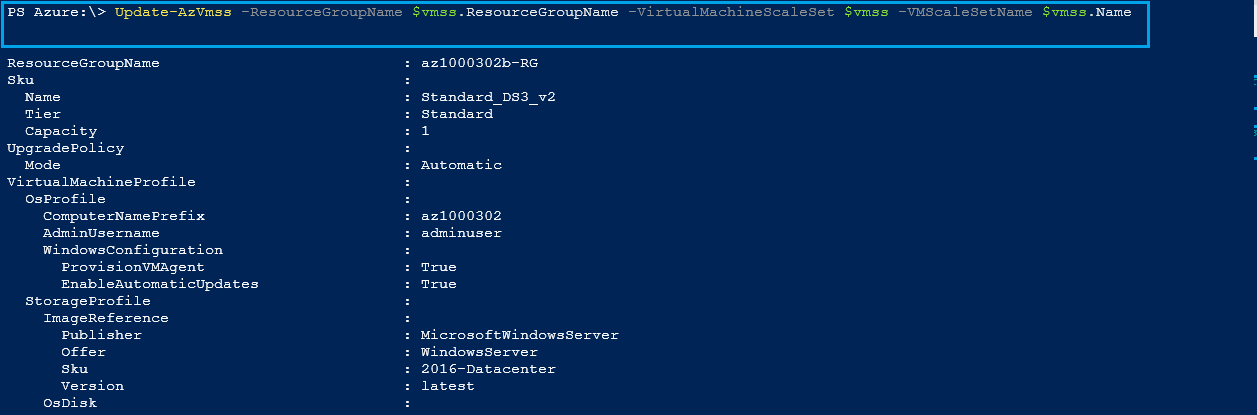 PS Azure:\> Update-AzVmss -ResourceGroupName $vmss.ResourceGroupName -VirtualMachineScaleSet $vmss -VMScaleSetName $vmss.Name
ResourceGroupName : az1000302b-RG
Sku :
Name : Standard_DS3_v2
Tier : Standard
Capacity : 1
UpgradePolicy :
Mode : Automatic
VirtualMachineProfile :
OsProfile :
ComputerNamePrefix : az1000302
AdminUsername : adminuser
WindowsConfiguration :
ProvisionVMAgent : True
EnableAutomaticUpdates : True
StorageProfile :
ImageReference :
Publisher : MicrosoftWindowsServer
Offer : WindowsServer
Sku : 2016-Datacenter
Version : latest
OsDisk :